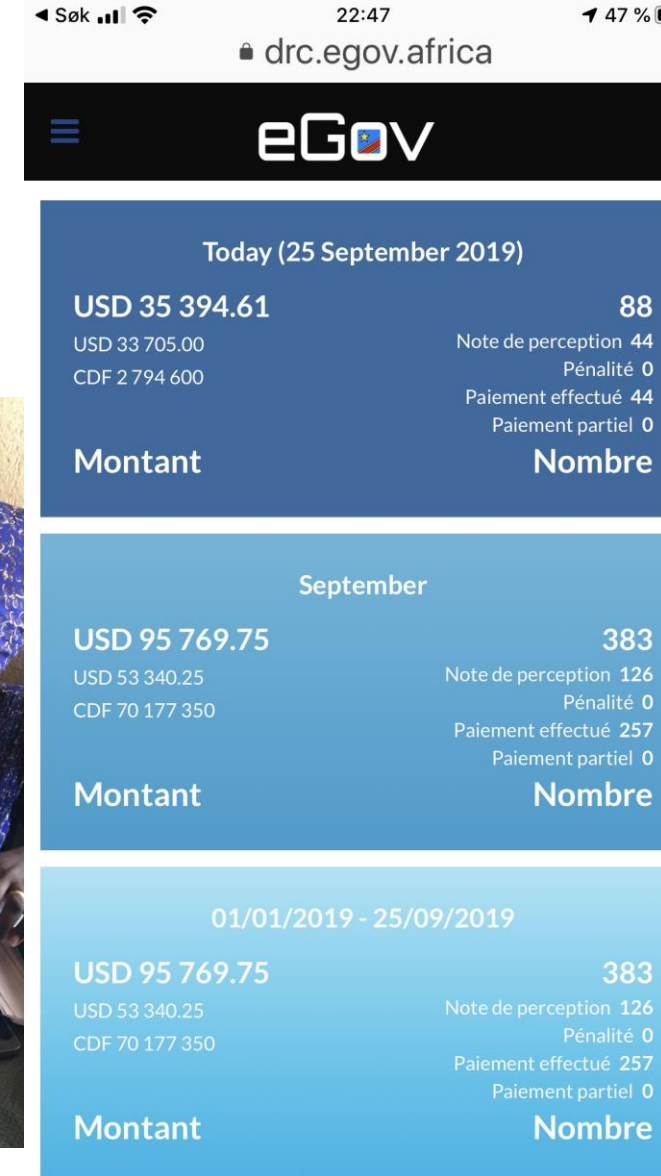 Søk 22:47 47 %
drc.egov.africa
eGov
Today (25 September 2019)
USD 35 394.61 88
USD 33 705.00 Note de perception 44
CDF 2 794 600 Pénalité 0
Paiement effectué 44
Paiement partiel 0
Montant Nombre
September
USD 95 769.75 383
USD 53 340.25 Note de perception 126
CDF 70 177 350 Pénalité 0
Paiement effectué 257
Paiement partiel 0
Montant Nombre
01/01/2019 - 25/09/2019
USD 95 769.75 383
USD 53 340.25 Note de perception 126
CDF 70 177 350 Pénalité 0
Paiement effectué 257
Paiement partiel 0
Montant Nombre